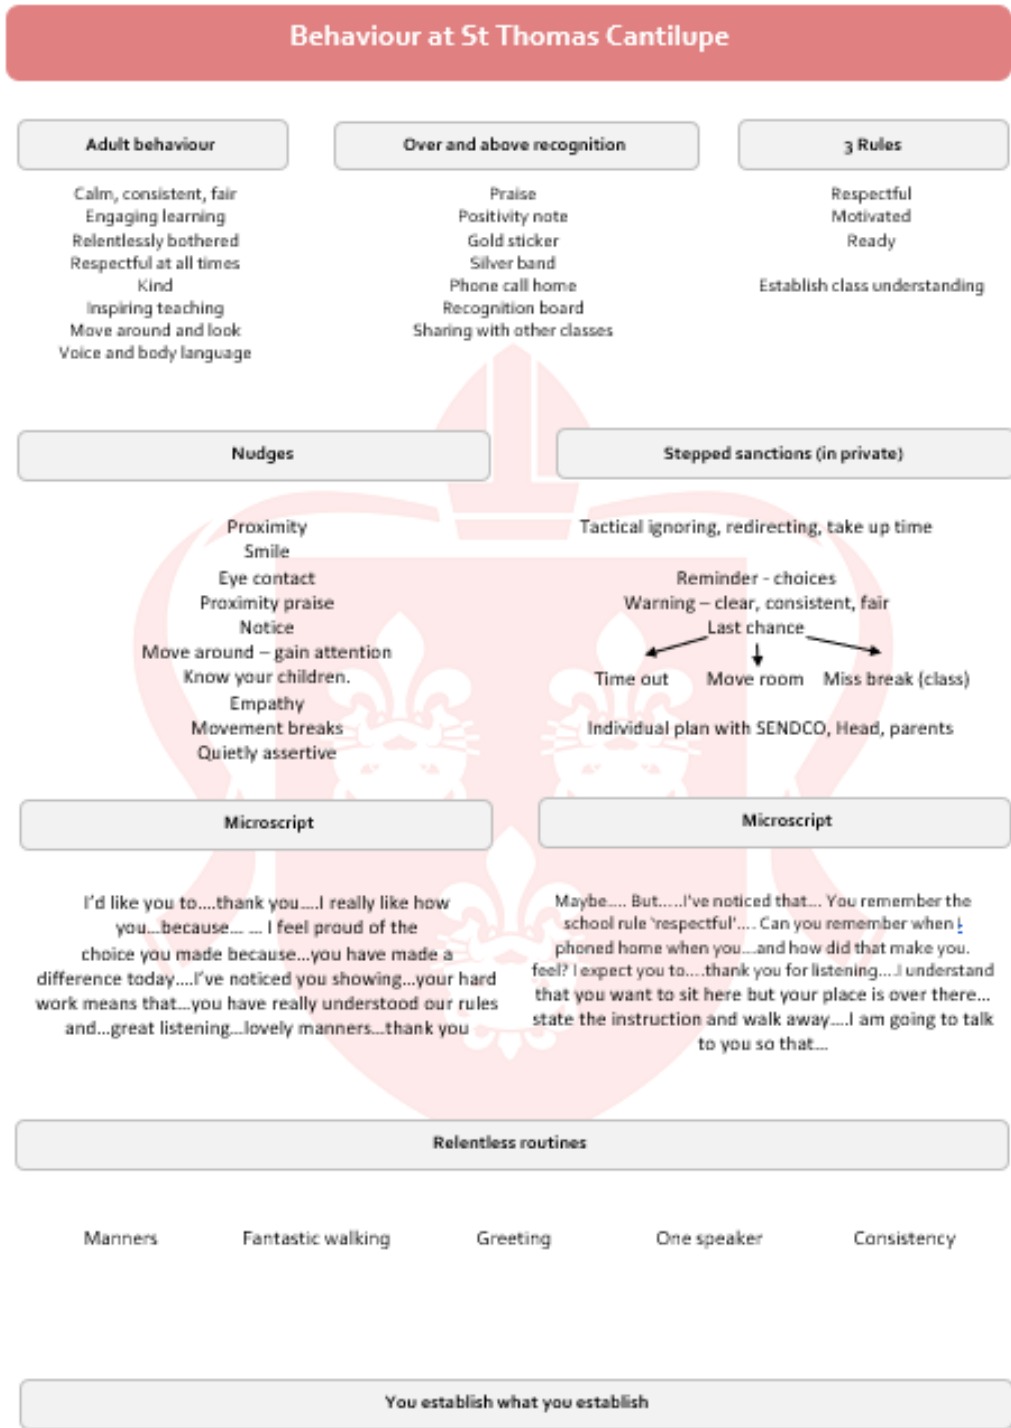 Behaviour at St Thomas Cantilupe
Adult behaviour
Calm, consistent, fair
Engaging learning
Relentlessly bothered
Respectful at all times
Kind
Inspiring teaching
Move around and look
Voice and body language
Over and above recognition
Praise
Positivity note
Gold sticker
Silver band
Phone call home
Recognition board
Sharing with other classes
3 Rules
Respectful
Motivated
Ready
Establish class understanding
Nudges
Proximity
Smile
Eye contact
Proximity praise
Notice
Move around – gain attention
Know your children.
Empathy
Movement breaks
Quietly assertive
Stepped sanctions (in private)
Tactical ignoring, redirecting, take up time
Reminder - choices
Warning – clear, consistent, fair
Last chance
Time out Move room Miss break (class)
Individual plan with SENDCO, Head, parents
Microscript
I'd like you to....thank you....I really like how
you...because... ... I feel proud of the
choice you made because...you have made a
difference today....I've noticed you showing...your hard
work means that...you have really understood our rules
and...great listening...lovely manners...thank you
Microscript
Maybe.... But.....I've noticed that... You remember the
school rule 'respectful'.... Can you remember when I
phoned home when you...and how did that make you
feel? I expect you to....thank you for listening....I understand
that you want to sit here but your place is over there...
state the instruction and walk away....I am going to talk
to you so that...
Relentless routines
Manners Fantastic walking Greeting One speaker Consistency
You establish what you establish